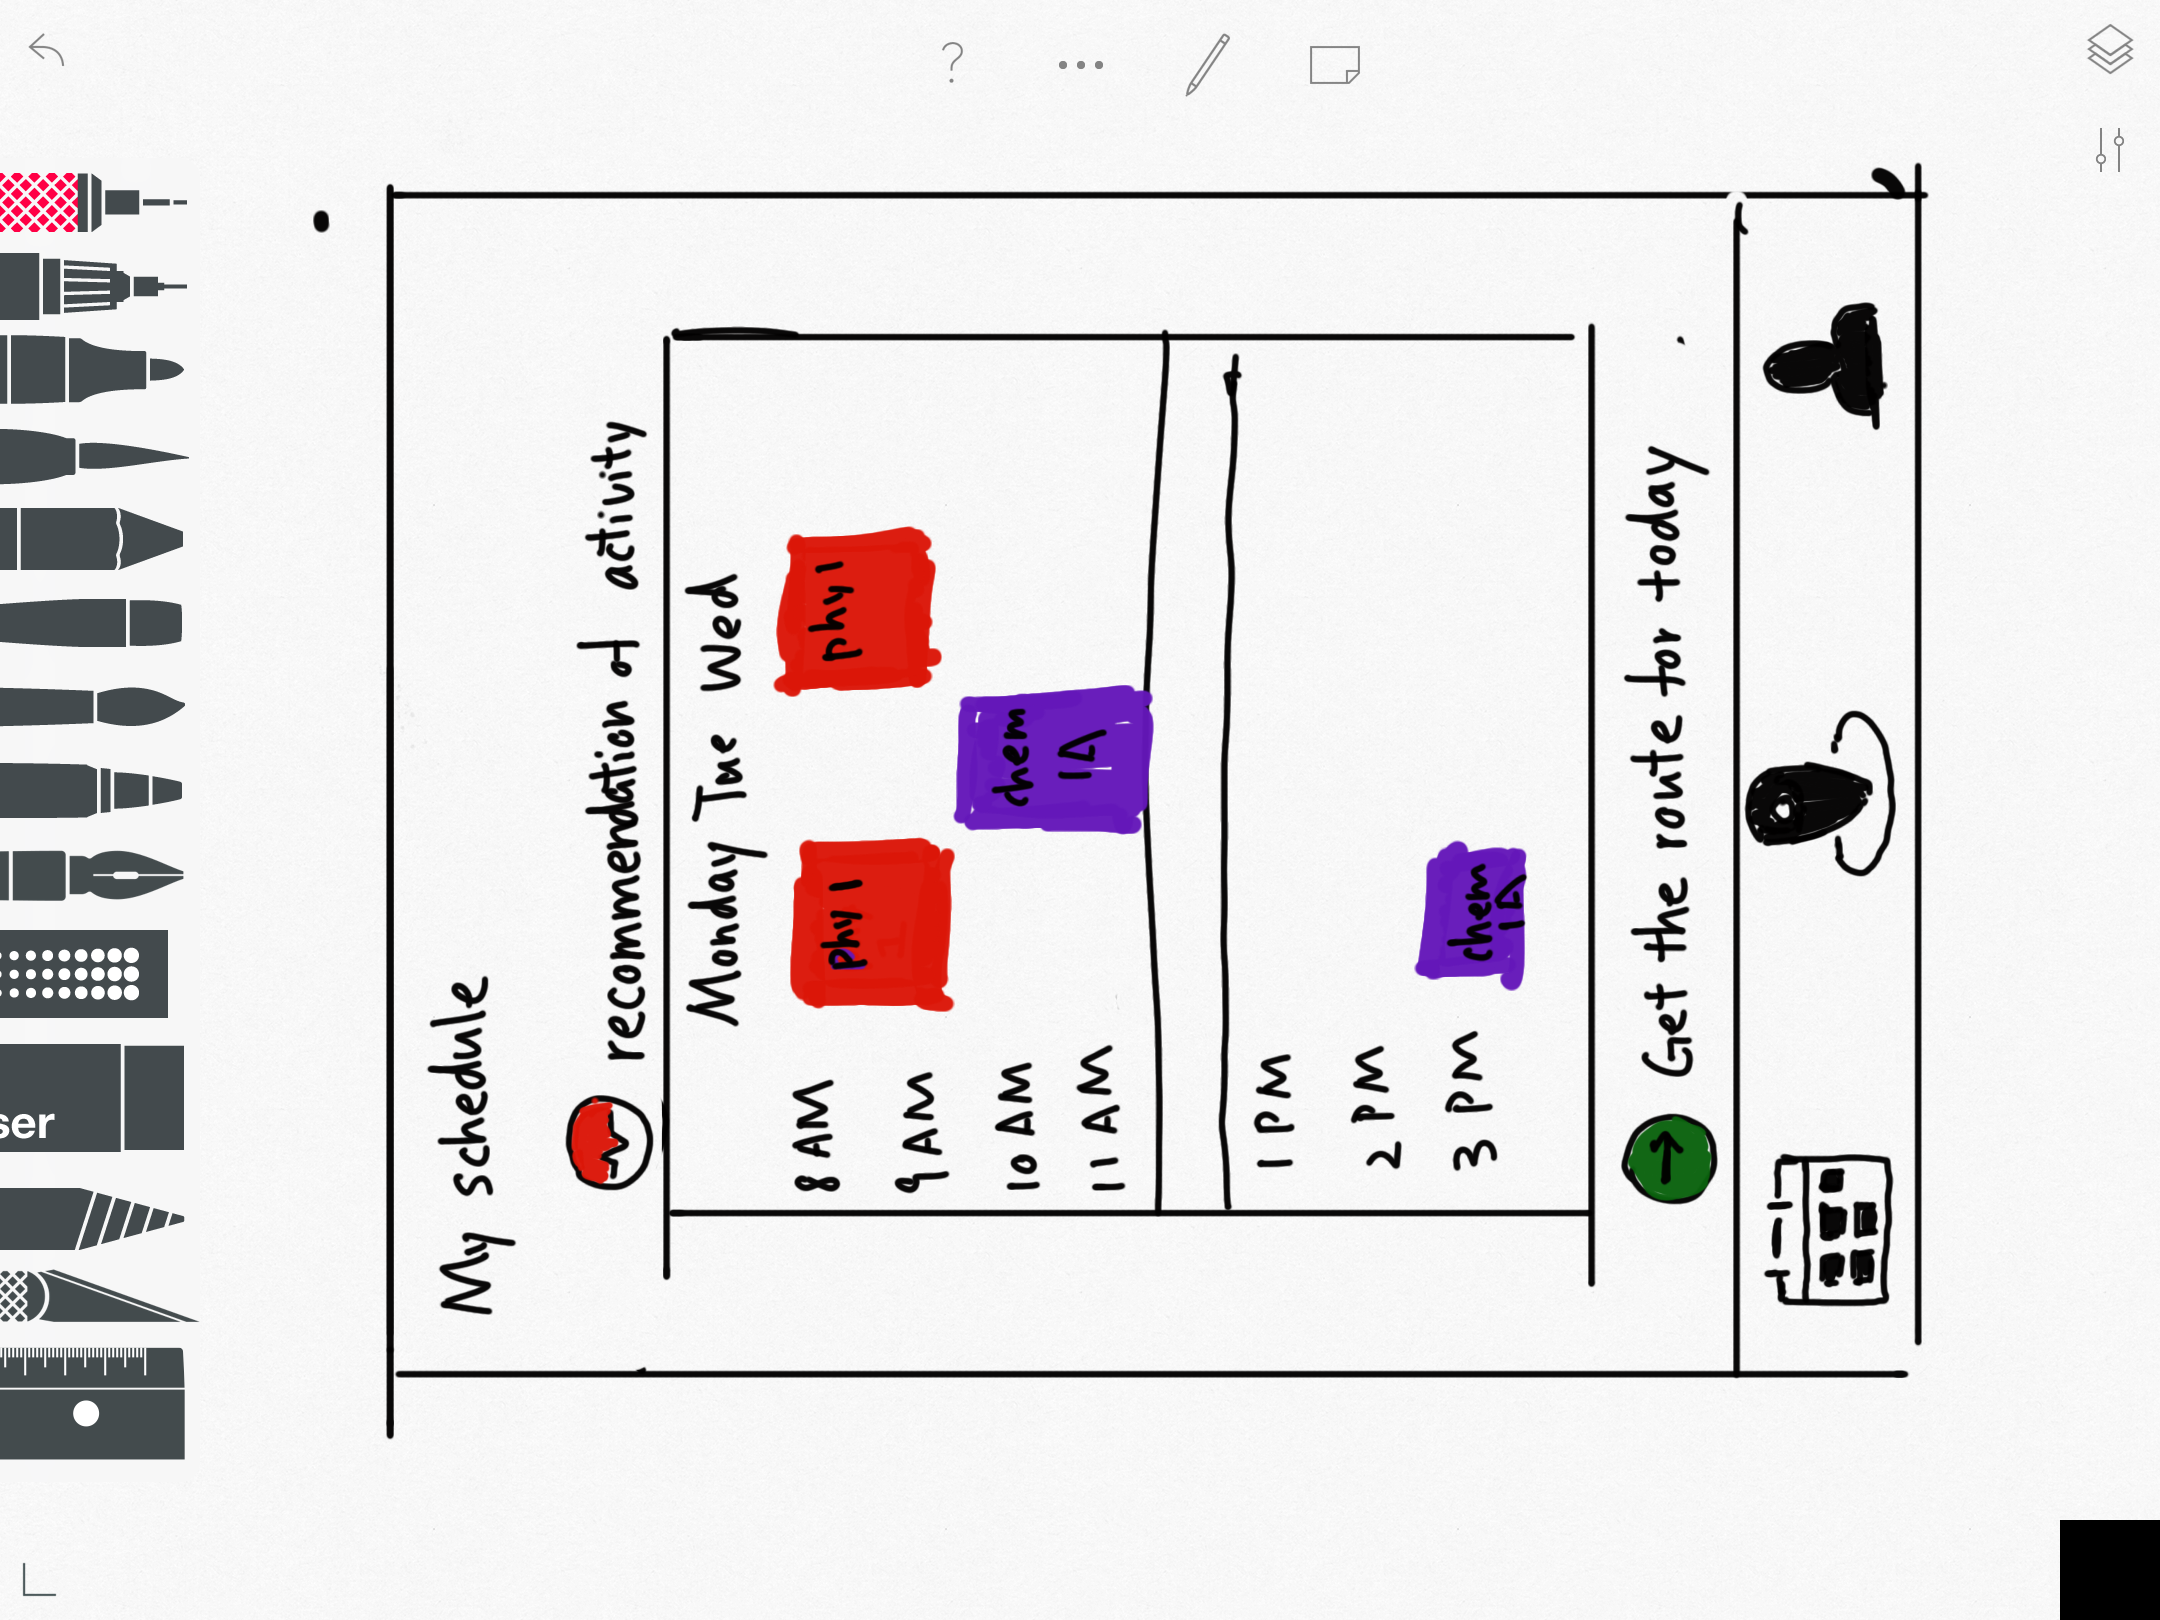 My schedule
recommendation of activity
Monday Tue Wed
8 AM
phy 1
phy 1
9 AM
10 AM
chem
1A
11 AM
1 PM
2 PM
3 PM
chem
1A
Get the route for today
ser